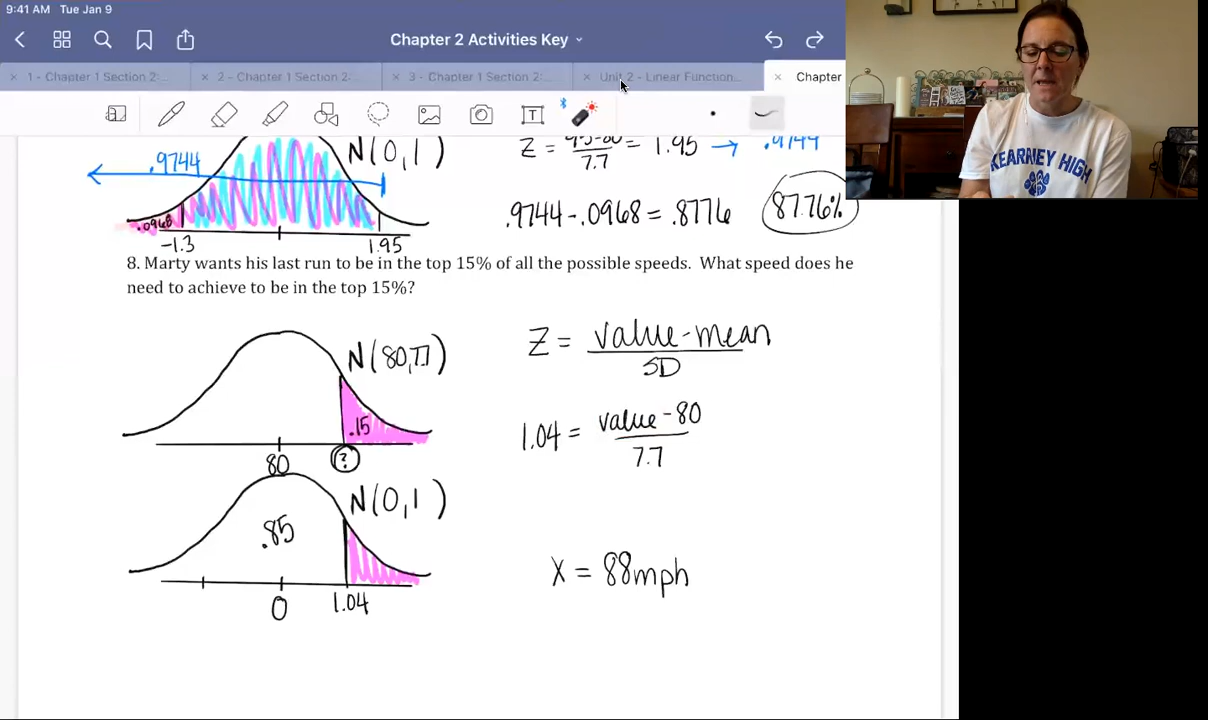 9:41 AM Tue Jan 9
Chapter 2 Activities Key
1 - Chapter 1 Section 2:...
2 - Chapter 1 Section 2:...
3 - Chapter 1 Section 2:...
Unit 2 - Linear Function...
Chapter
T
.9744
N(0,1)
Z = 95-80 = 1.95 → .9744
7.7
.0968
-1.3
1.95
.9744-.0968 = .8776
87.76%
KEARNEY HIGH
8. Marty wants his last run to be in the top 15% of all the possible speeds. What speed does he
need to achieve to be in the top 15%?
N(80,7.7)
.15
80
?
Z = value-mean
SD
1.04 = value-80
7.7
N(0,1)
.85
0
1.04
X = 88mph